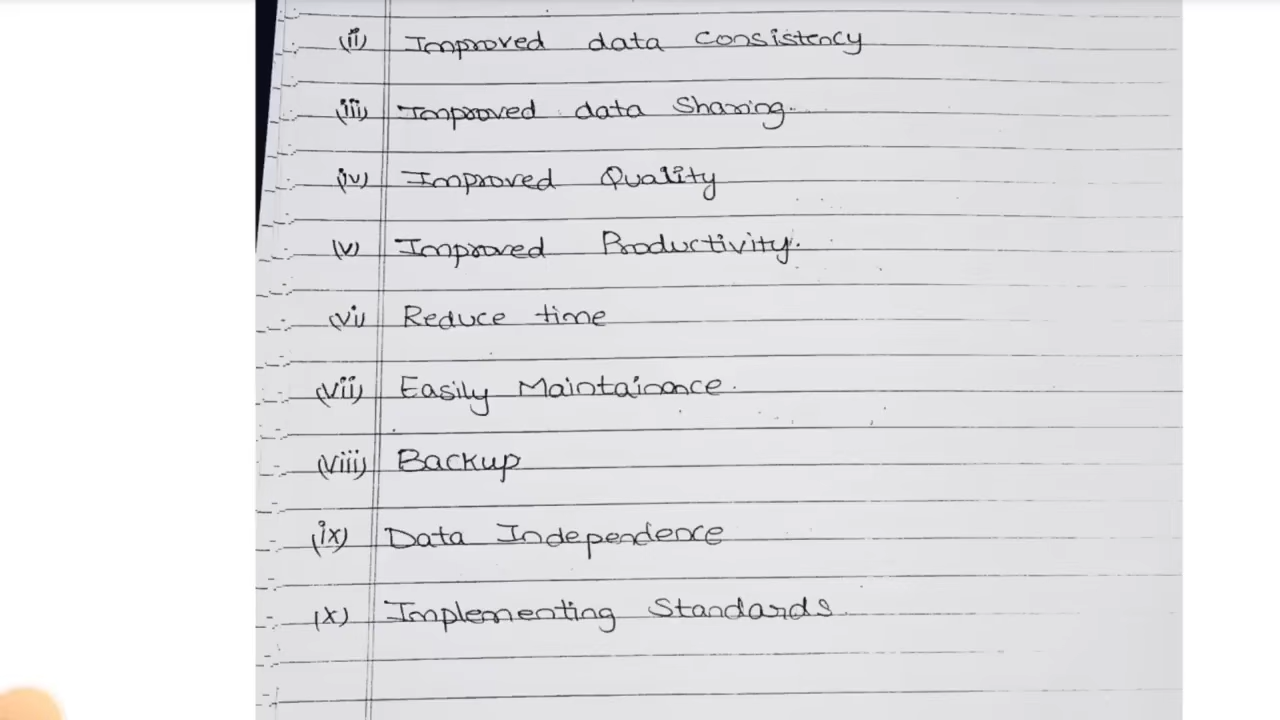 (ii) Improved data consistency
(iii) Improved data Sharing.
(iv) Improved Quality
(v) Improved Productivity.
(vi) Reduce time
(vii) Easily Maintainance.
(viii) Backup
(ix) Data Independence
(x) Implementing Standards.